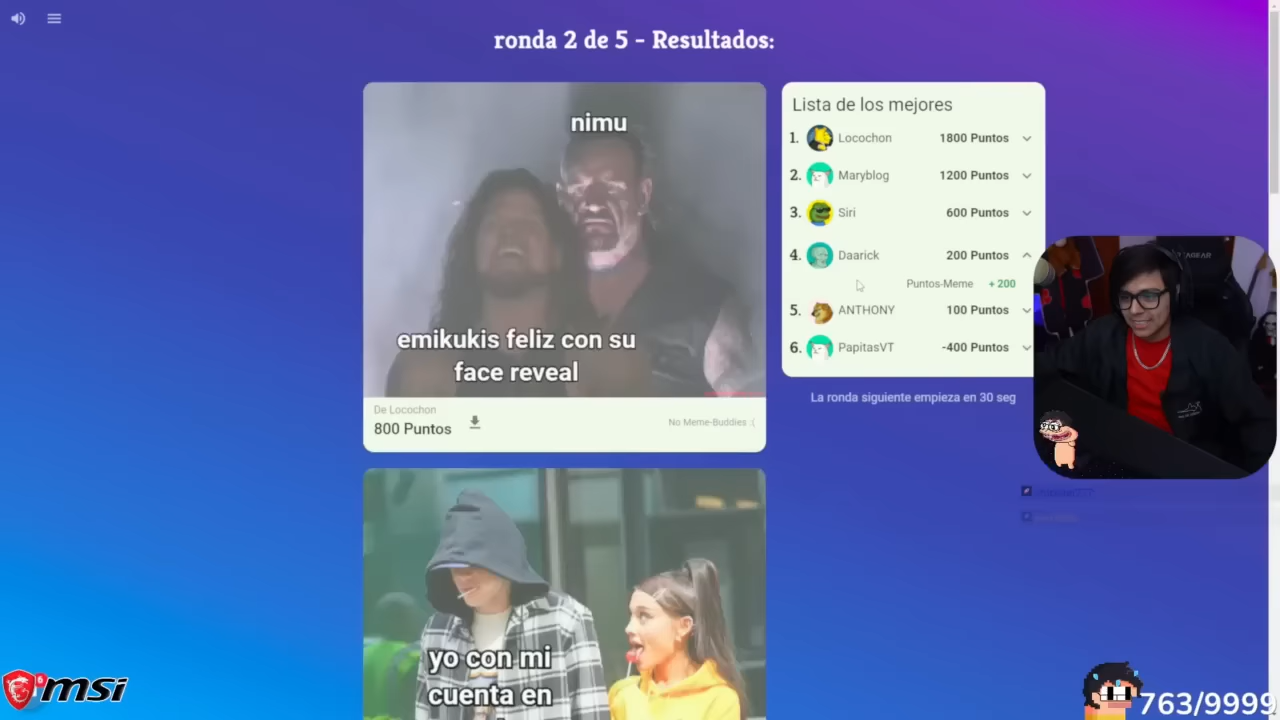 ronda 2 de 5 - Resultados:
nimu
emikukis feliz con su
face reveal
De Locochon
800 Puntos
No Meme-Buddies :(
yo con mi
cuenta en
Lista de los mejores
1. Locochon 1800 Puntos
2. Maryblog 1200 Puntos
3. Siri 600 Puntos
4. Daarick 200 Puntos
Puntos-Meme + 200
5. ANTHONY 100 Puntos
6. PapitasVT -400 Puntos
La ronda siguiente empieza en 30 seg
msi
763/9999